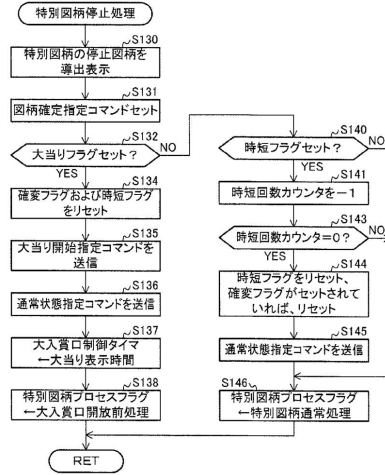 特別図柄停止処理
S130
特別図柄の停止図柄を
導出表示
S131
図柄確定指定コマンドセット
S132
大当りフラグセット?
NO
YES
S134
確変フラグおよび時短フラグ
をリセット
S135
大当り開始指定コマンドを
送信
S136
通常状態指定コマンドを送信
S137
大入賞口制御タイマ
←大当り表示時間
S138
特別図柄プロセスフラグ
←大入賞口開放前処理
RET
S140
時短フラグセット?
NO
YES
S141
時短回数カウンタを-1
S143
時短回数カウンタ=0?
NO
YES
S144
時短フラグをリセット、
確変フラグがセットされて
いれば、リセット
S145
通常状態指定コマンドを送信
S146
特別図柄プロセスフラグ
←特別図柄通常処理